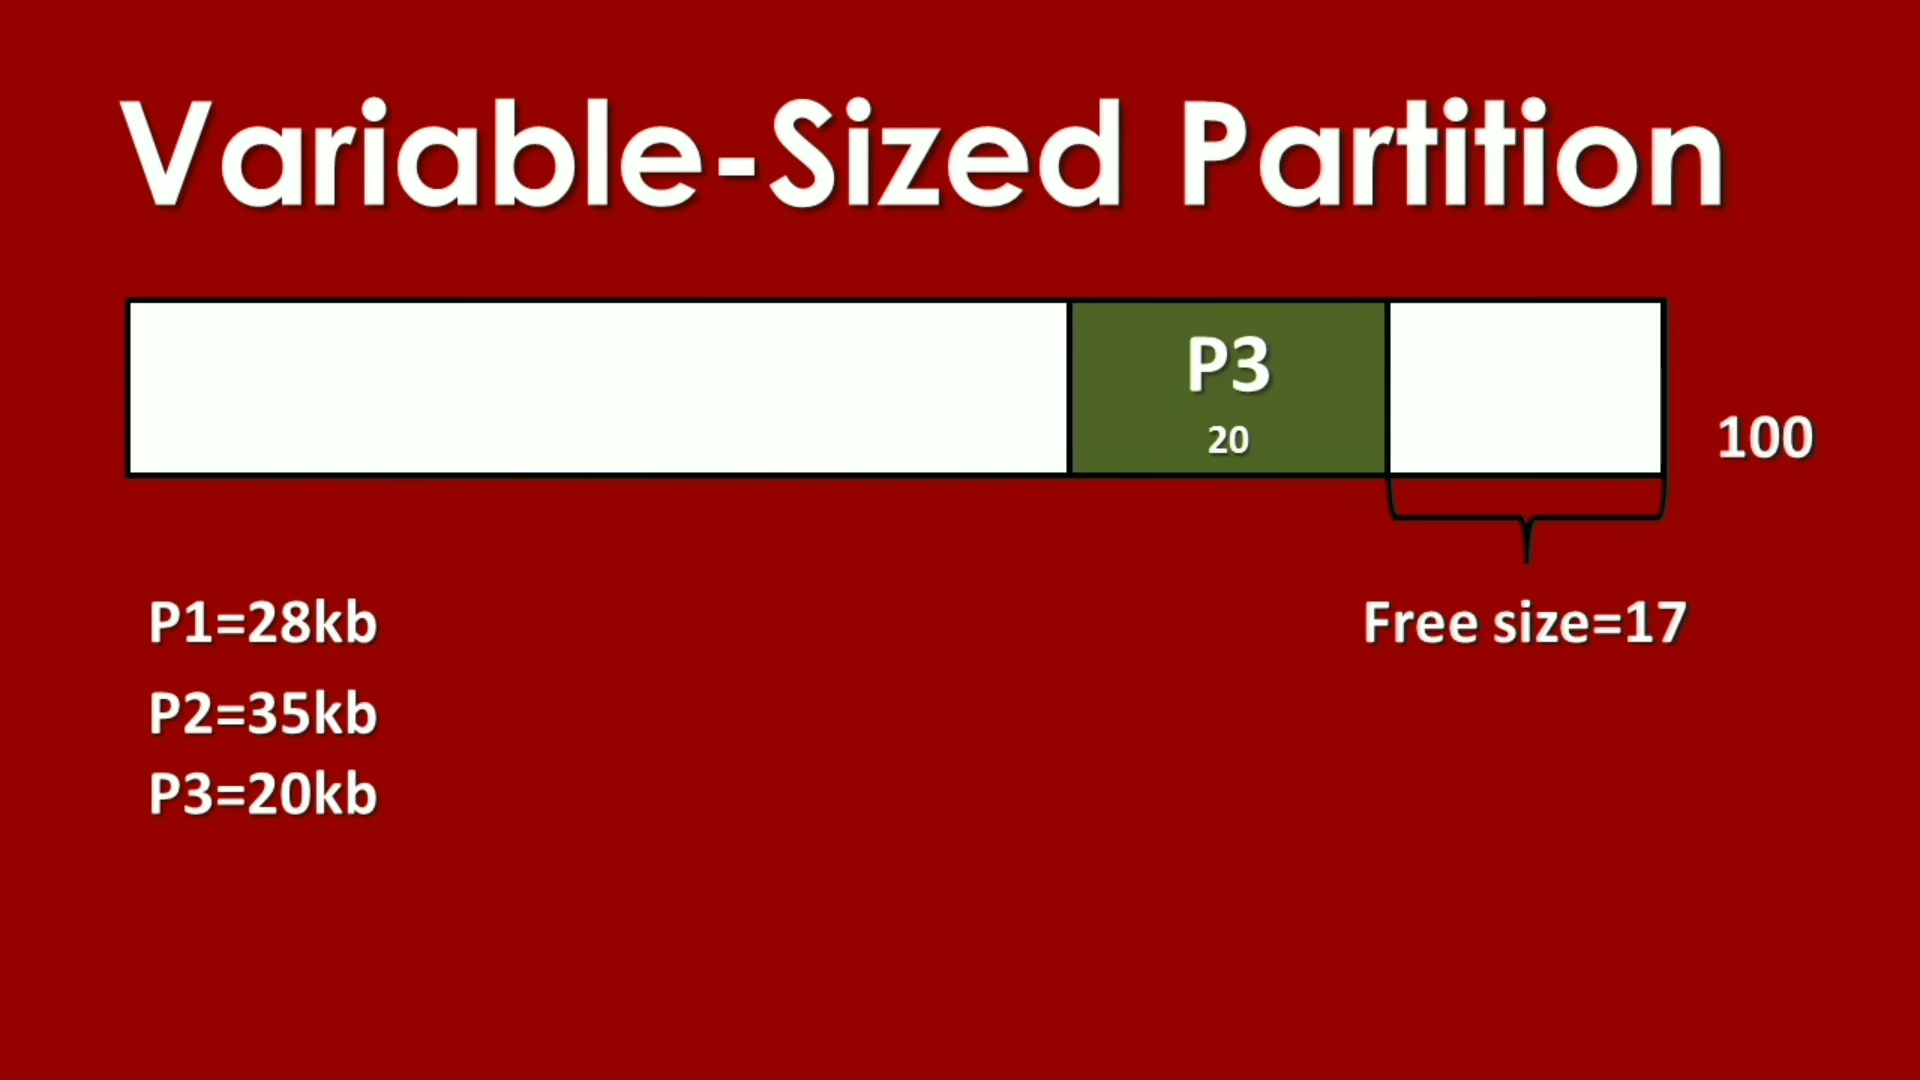 Variable-Sized Partition
P3
20
100
P1=28kb
Free size=17
P2=35kb
P3=20kb